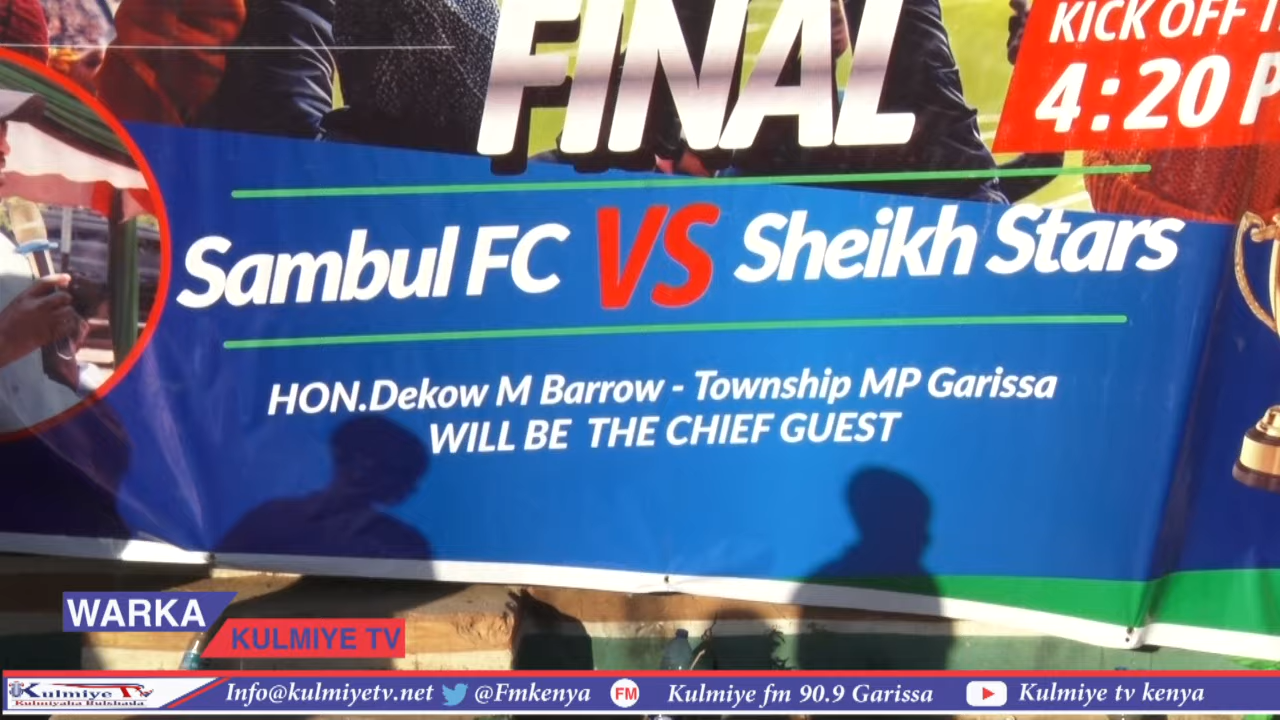 FINAL
KICK OFF
4:20
Sambul FC VS Sheikh Stars
HON.Dekow M Barrow - Township MP Garissa
WILL BE THE CHIEF GUEST
WARKA
KULMIYE TV
Kulmiye Tv
Kulmiyaha Bulshada
Info@kulmiyetv.net @Fmkenya FM Kulmiye fm 90.9 Garissa Kulmiye tv kenya